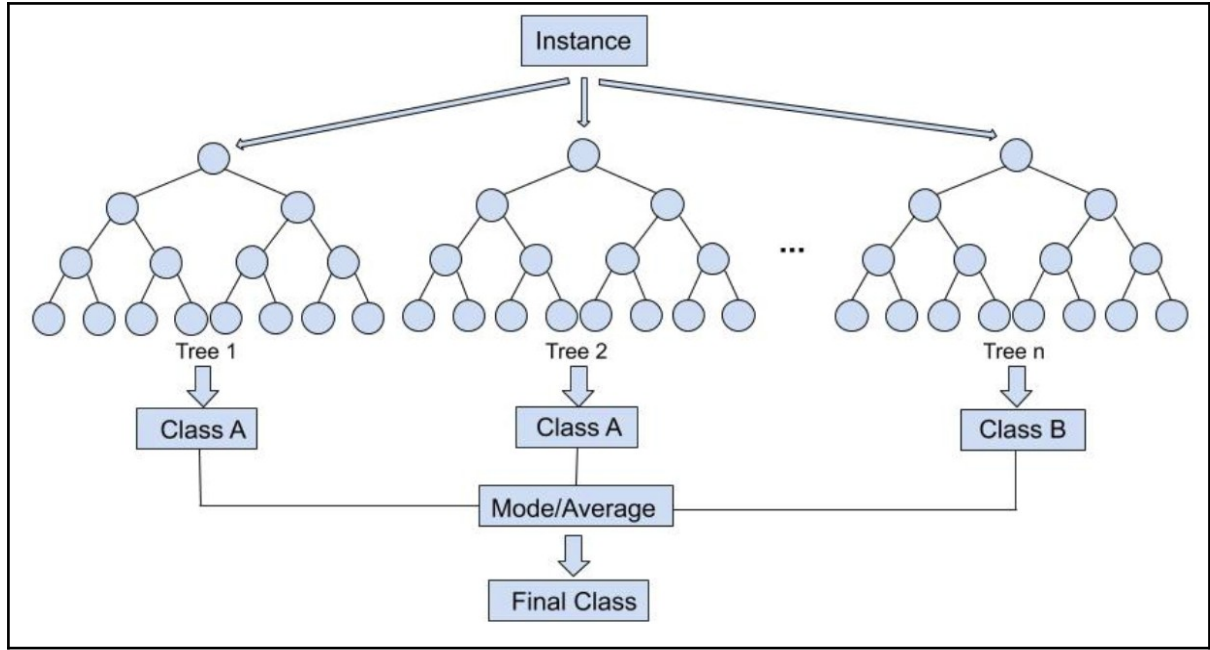 Instance
...
Tree 1
Tree 2
Tree n
Class A
Class A
Class B
Mode/Average
Final Class